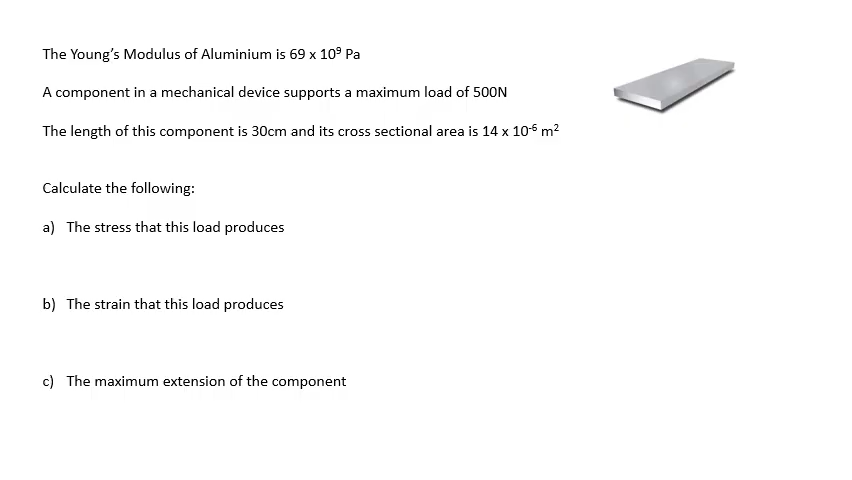 The Young’s Modulus of Aluminium is 69 x 10⁹ Pa
A component in a mechanical device supports a maximum load of 500N
The length of this component is 30cm and its cross sectional area is 14 x 10⁻⁶ m²
Calculate the following:
a) The stress that this load produces
b) The strain that this load produces
c) The maximum extension of the component